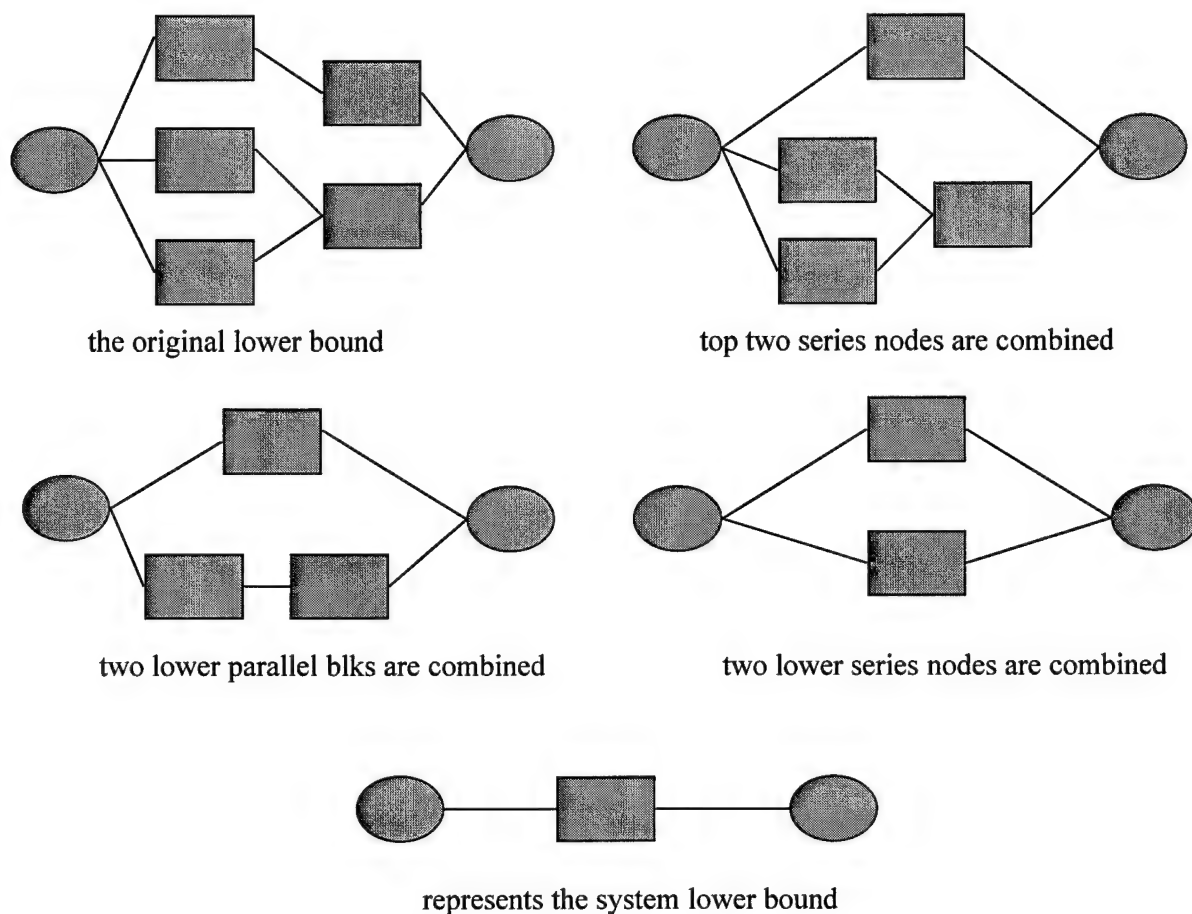 the original lower bound
top two series nodes are combined
two lower parallel blks are combined
two lower series nodes are combined
represents the system lower bound